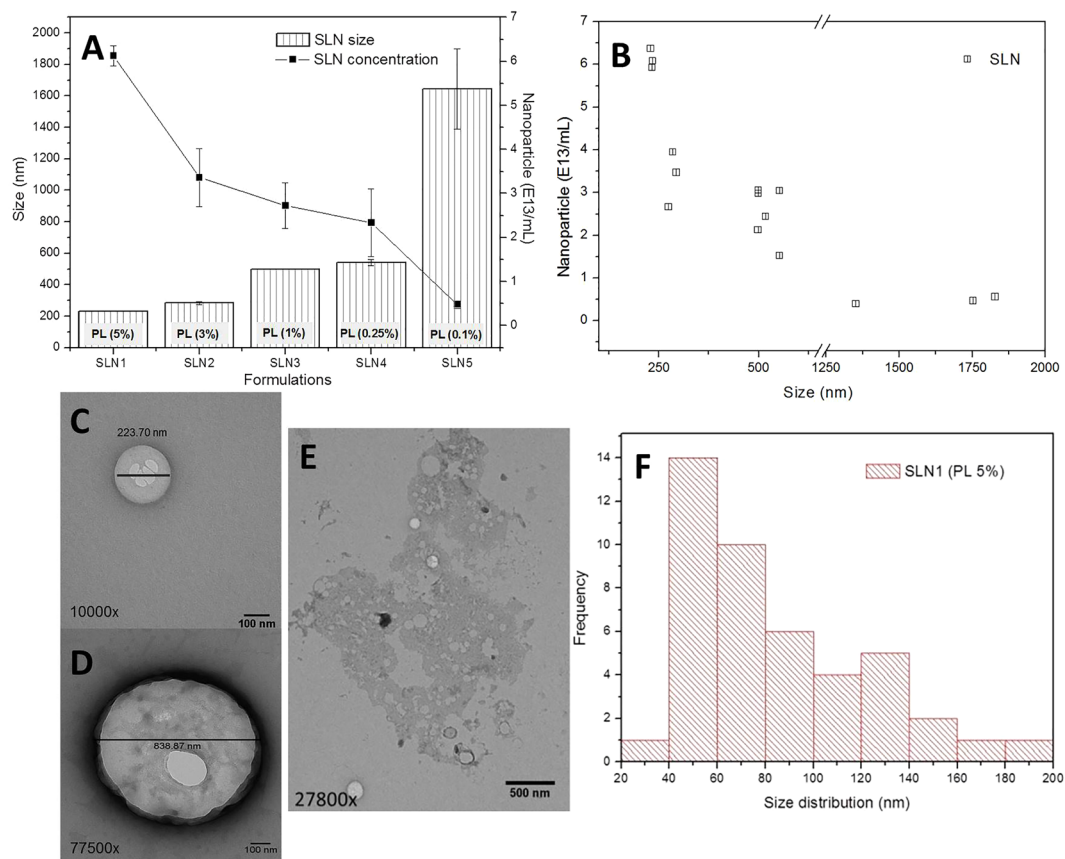 A
SLN size
SLN concentration
2000
1800
1600
1400
1200
1000
800
600
400
200
0
Size (nm)
7
6
5
4
3
2
1
0
Nanoparticle (E13/mL)
PL (5%)
PL (3%)
PL (1%)
PL (0.25%)
PL (0.1%)
SLN1
SLN2
SLN3
SLN4
SLN5
Formulations
B
SLN
7
6
5
4
3
2
1
0
Nanoparticle (E13/mL)
250
500
1250
1500
1750
2000
Size (nm)
C
223.70 nm
10000x
100 nm
D
838.87 nm
77500x
100 nm
E
27800x
500 nm
F
SLN1 (PL 5%)
14
12
10
8
6
4
2
0
Frequency
20
40
60
80
100
120
140
160
180
200
Size distribution (nm)